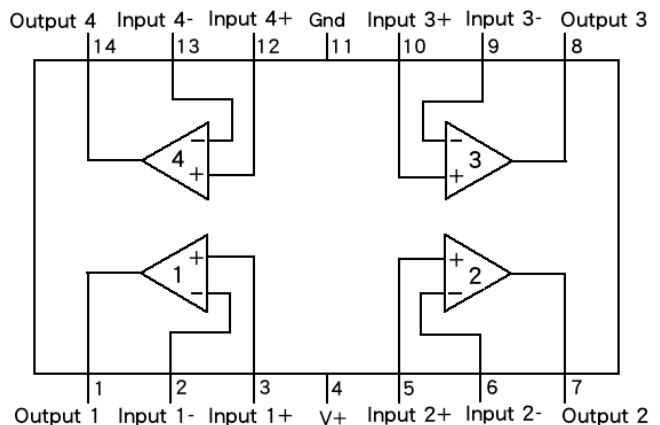 Output 4 Input 4- Input 4+ Gnd Input 3+ Input 3- Output 3
14 13 12 11 10 9 8
- -
4 3
+ +
+ +
1 2
- -
1 2 3 4 5 6 7
Output 1 Input 1- Input 1+ V+ Input 2+ Input 2- Output 2